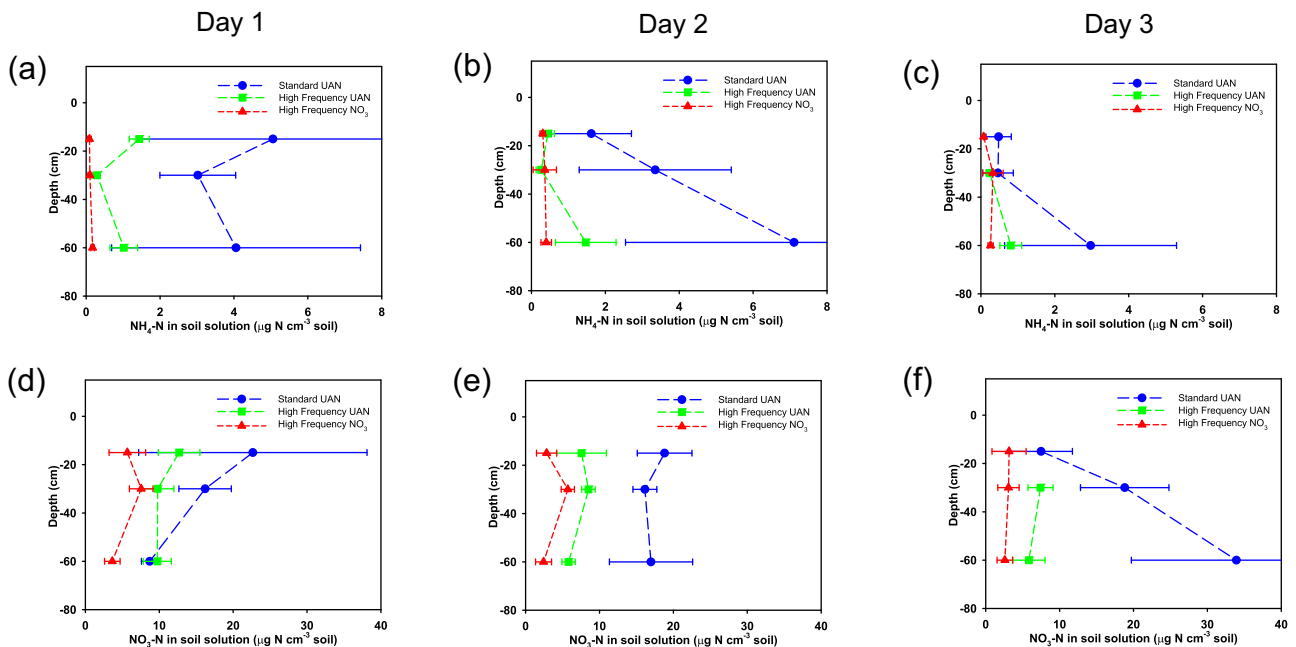 Day 1
Day 2
Day 3
(a)
Standard UAN
High Frequency UAN
High Frequency NO₃
Depth (cm)
0
-20
-40
-60
-80
0
2
4
6
8
NH₄-N in soil solution (µg N cm⁻³ soil)
(b)
Standard UAN
High Frequency UAN
High Frequency NO₃
Depth (cm)
0
-20
-40
-60
-80
0
2
4
6
8
NH₄-N in soil solution (µg N cm⁻³ soil)
(c)
Standard UAN
High Frequency UAN
High Frequency NO₃
Depth (cm)
0
-20
-40
-60
-80
0
2
4
6
8
NH₄-N in soil solution (µg N cm⁻³ soil)
(d)
Standard UAN
High Frequency UAN
High Frequency NO₃
Depth (cm)
0
-20
-40
-60
-80
0
10
20
30
40
NO₃-N in soil solution (µg N cm⁻³ soil)
(e)
Standard UAN
High Frequency UAN
High Frequency NO₃
Depth (cm)
0
-20
-40
-60
-80
0
10
20
30
40
NO₃-N in soil solution (µg N cm⁻³ soil)
(f)
Standard UAN
High Frequency UAN
High Frequency NO₃
Depth (cm)
0
-20
-40
-60
-80
0
10
20
30
40
NO₃-N in soil solution (µg N cm⁻³ soil)